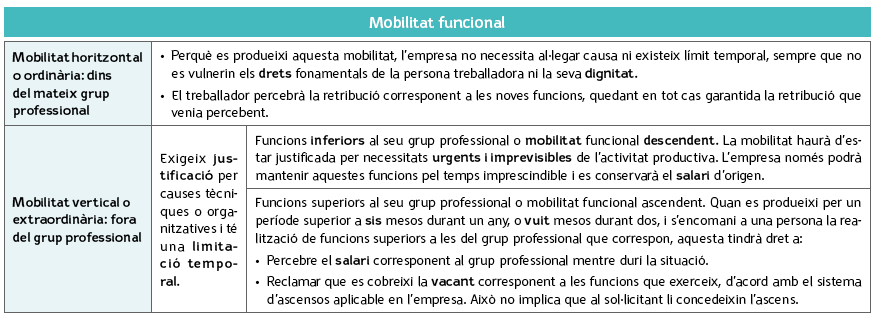 Mobilitat funcional
Mobilitat horitzontal
o ordinària: dins
del mateix grup
professional
• Perquè es produeixi aquesta mobilitat, l'empresa no necessita al·legar causa ni existeix límit temporal, sempre que no
es vulnerin els drets fonamentals de la persona treballadora ni la seva dignitat.
• El treballador percebrà la retribució corresponent a les noves funcions, quedant en tot cas garantida la retribució que
venia percebent.
Mobilitat vertical o
extraordinària: fora
del grup professional
Exigeix jus-
tificació per
causes tècni-
ques o orga-
nitzatives i té
una limita-
ció tempo-
ral.
Funcions inferiors al seu grup professional o mobilitat funcional descendent. La mobilitat haurà d'es-
tar justificada per necessitats urgents i imprevisibles de l'activitat productiva. L'empresa només podrà
mantenir aquestes funcions pel temps imprescindible i es conservarà el salari d'origen.
Funcions superiors al seu grup professional o mobilitat funcional ascendent. Quan es produeixi per un
període superior a sis mesos durant un any, o vuit mesos durant dos, i s'encomani a una persona la rea-
lització de funcions superiors a les del grup professional que correspon, aquesta tindrà dret a:
• Percebre el salari corresponent al grup professional mentre duri la situació.
• Reclamar que es cobreixi la vacant corresponent a les funcions que exerceix, d'acord amb el sistema
d'ascensos aplicable en l'empresa. Això no implica que al sol·licitant li concedeixin l'ascens.